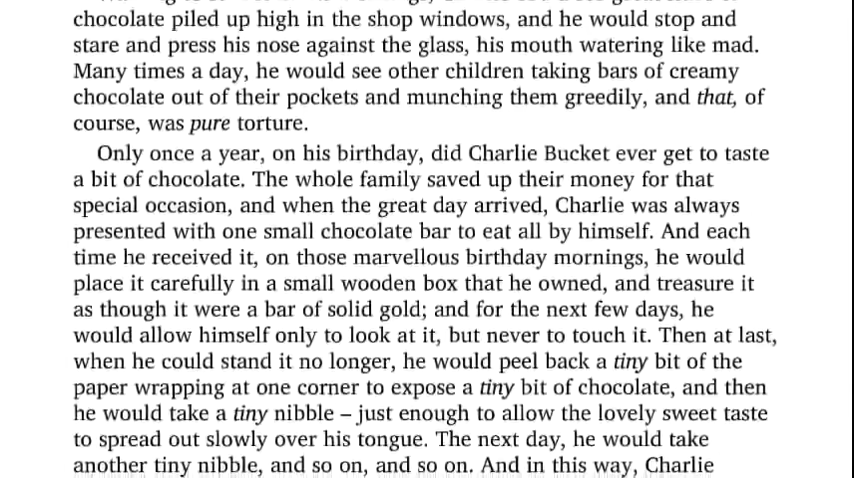 chocolate piled up high in the shop windows, and he would stop and
stare and press his nose against the glass, his mouth watering like mad.
Many times a day, he would see other children taking bars of creamy
chocolate out of their pockets and munching them greedily, and that, of
course, was pure torture.
Only once a year, on his birthday, did Charlie Bucket ever get to taste
a bit of chocolate. The whole family saved up their money for that
special occasion, and when the great day arrived, Charlie was always
presented with one small chocolate bar to eat all by himself. And each
time he received it, on those marvellous birthday mornings, he would
place it carefully in a small wooden box that he owned, and treasure it
as though it were a bar of solid gold; and for the next few days, he
would allow himself only to look at it, but never to touch it. Then at last,
when he could stand it no longer, he would peel back a tiny bit of the
paper wrapping at one corner to expose a tiny bit of chocolate, and then
he would take a tiny nibble – just enough to allow the lovely sweet taste
to spread out slowly over his tongue. The next day, he would take
another tiny nibble, and so on, and so on. And in this way, Charlie